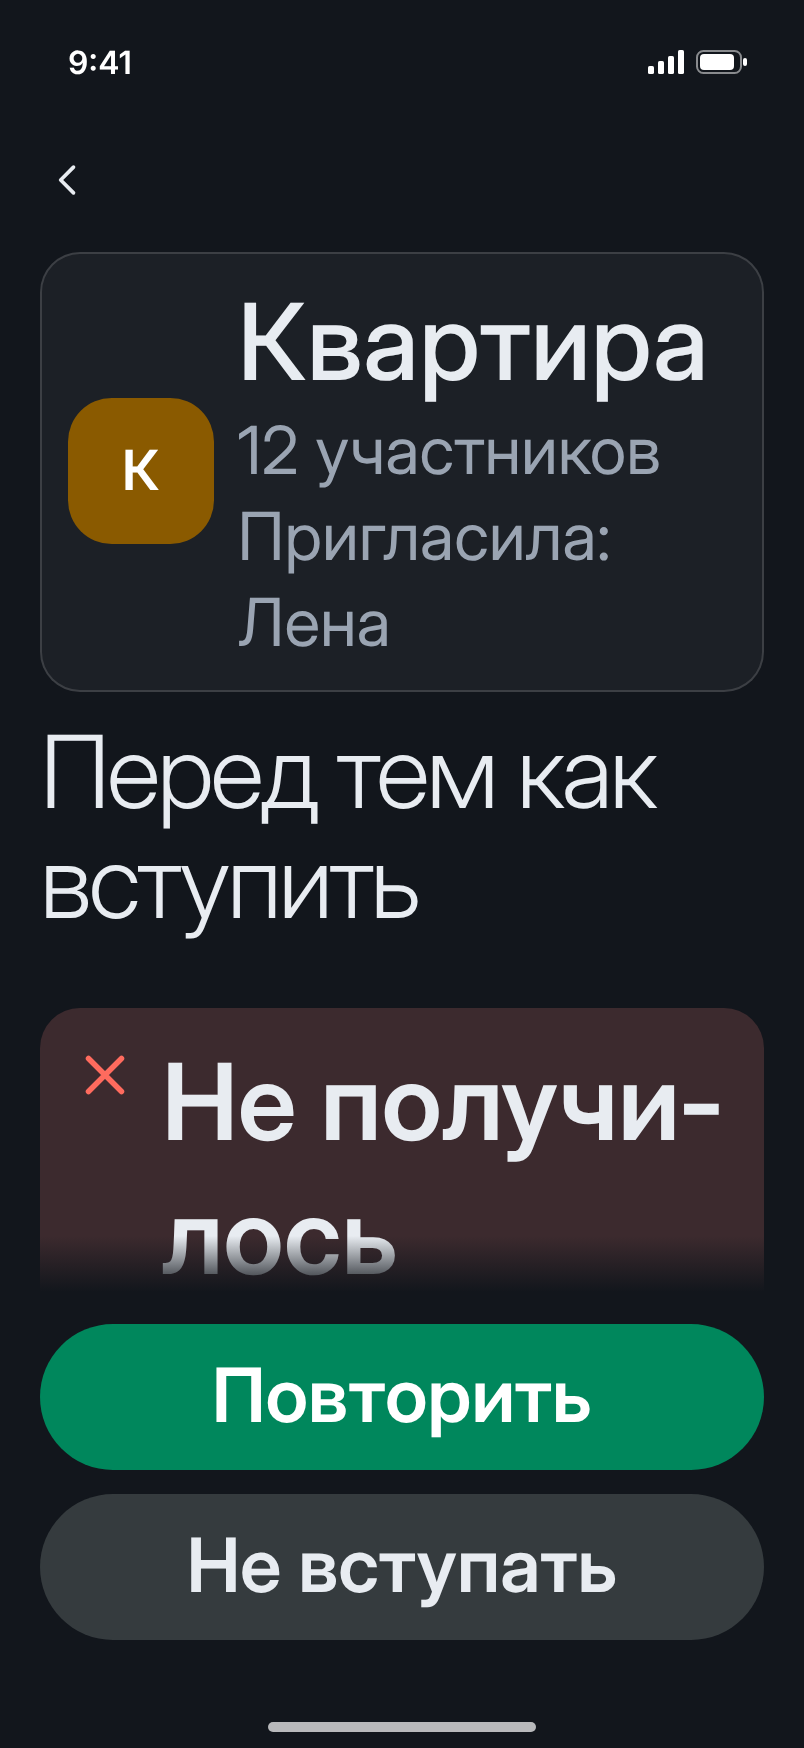 9:41
Квартира
К
12 участников
Пригласила:
Лена
Перед тем как
вступить
Не получи-
лось
Повторить
Не вступать